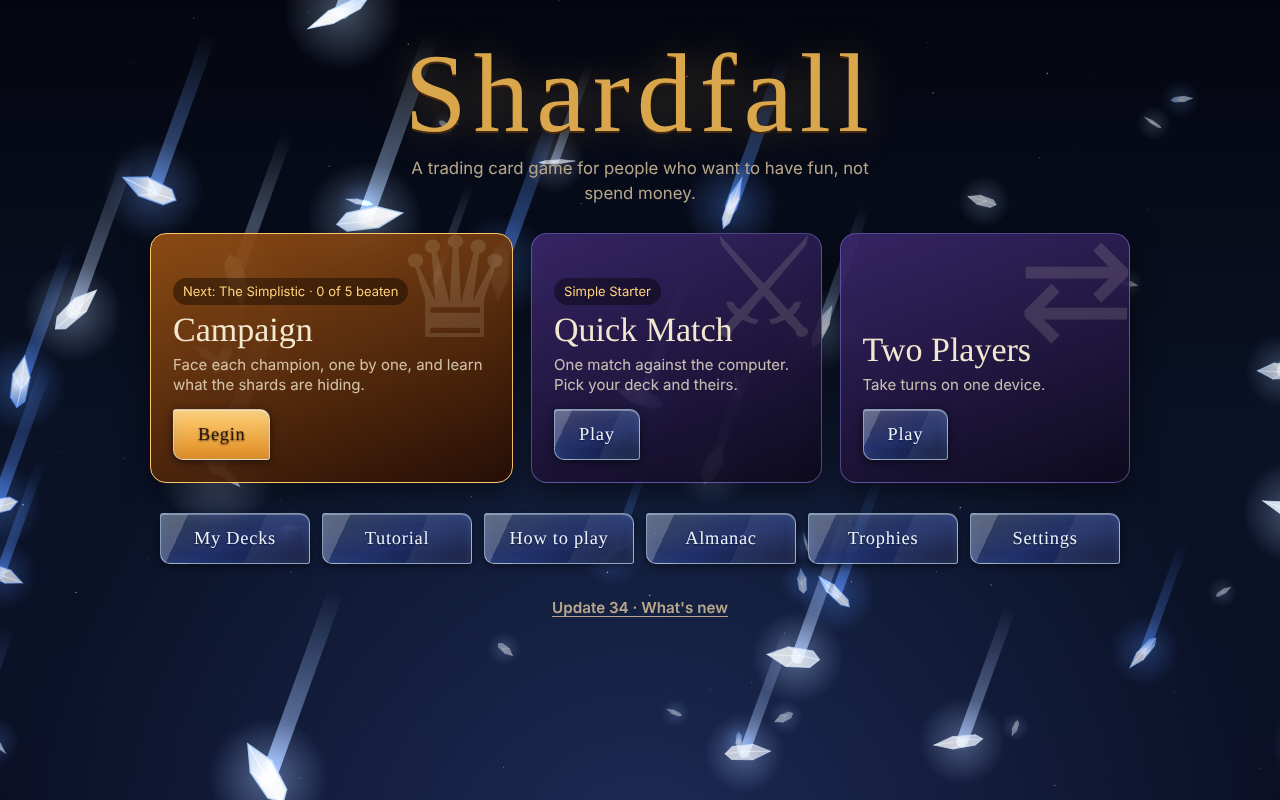 Shardfall
A trading card game for people who want to have fun, not
spend money.
Next: The Simplistic · 0 of 5 beaten
Campaign
Face each champion, one by one, and learn
what the shards are hiding.
Begin
Simple Starter
Quick Match
One match against the computer.
Pick your deck and theirs.
Play
Two Players
Take turns on one device.
Play
My Decks
Tutorial
How to play
Almanac
Trophies
Settings
Update 34 · What's new